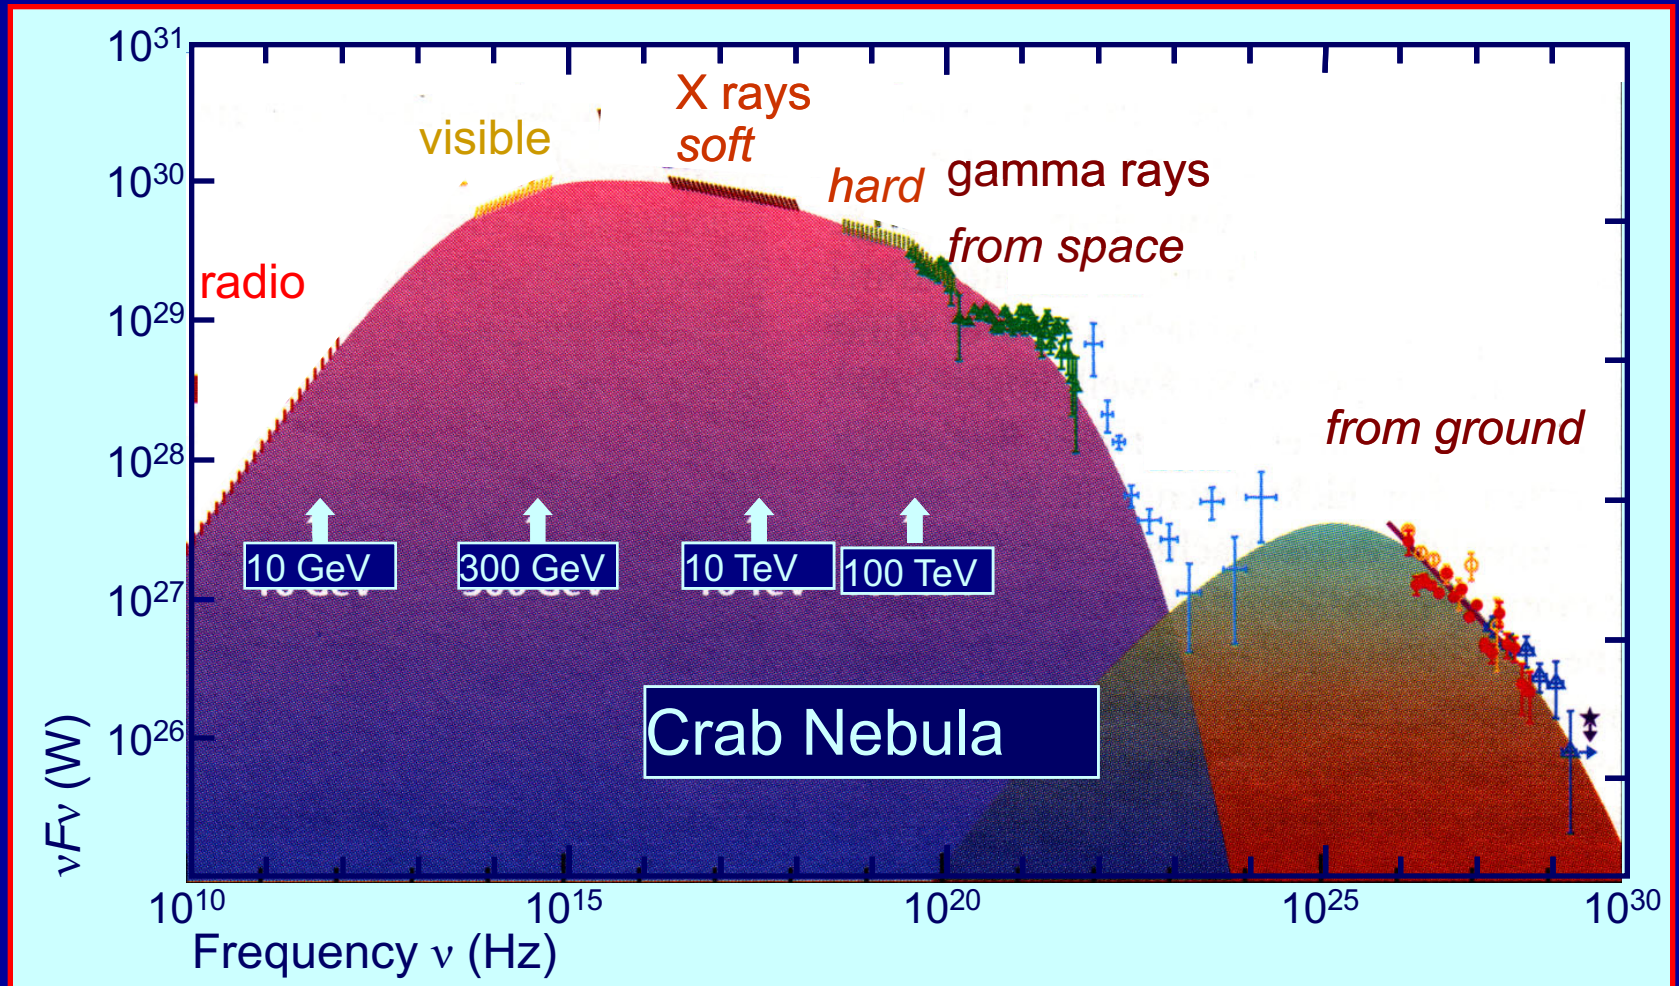 10³¹
X rays
visible
soft
10³⁰
hard
gamma rays
from space
radio
10²⁹
from ground
10²⁸
10 GeV
300 GeV
10 TeV
100 TeV
10²⁷
Crab Nebula
10²⁶
νFν (W)
10¹⁰
10¹⁵
10²⁰
10²⁵
10³⁰
Frequency ν (Hz)